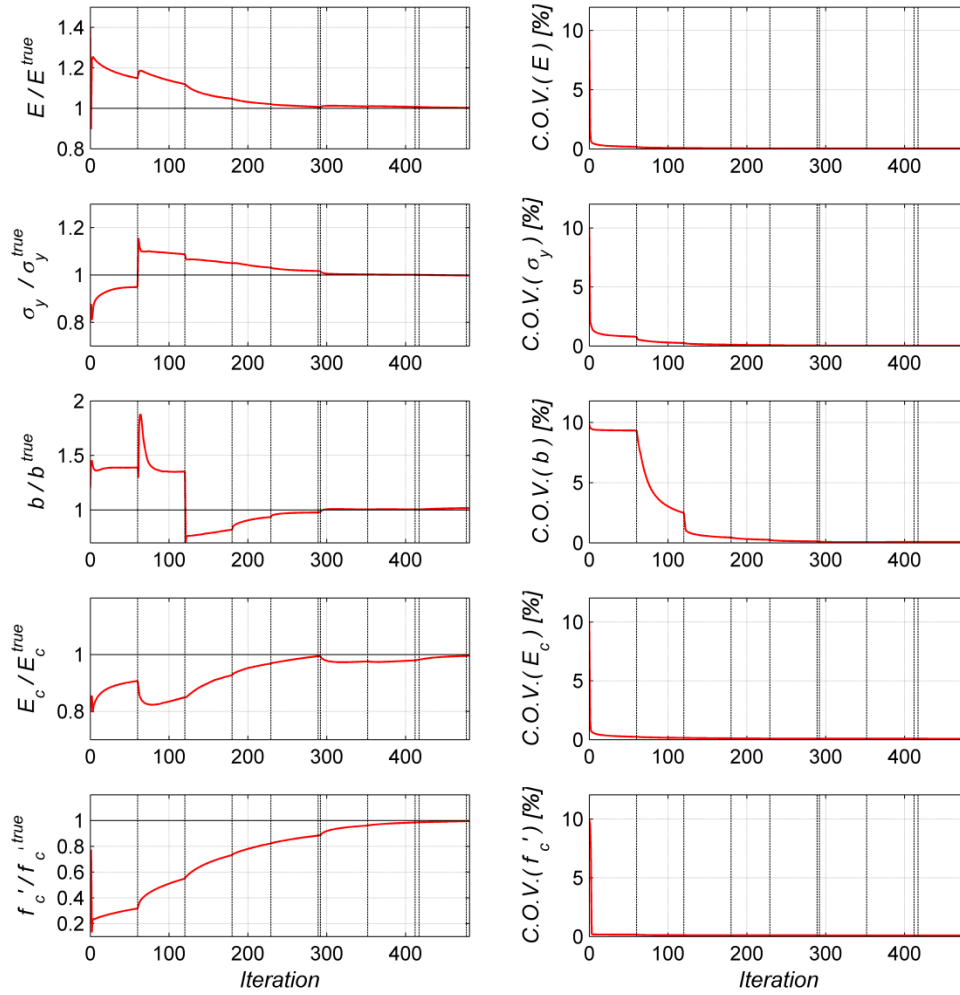 E / E^true
1.4
1.2
1
0.8
0 100 200 300 400
C.O.V.( E ) [%]
10
5
0
0 100 200 300 400
σ_y / σ_y^true
1.2
1
0.8
0 100 200 300 400
C.O.V.( σ_y ) [%]
10
5
0
0 100 200 300 400
b / b^true
2
1.5
1
0 100 200 300 400
C.O.V.( b ) [%]
10
5
0
0 100 200 300 400
E_c / E_c^true
1
0.8
0 100 200 300 400
C.O.V.( E_c ) [%]
10
5
0
0 100 200 300 400
f_c' / f_c'^true
1
0.8
0.6
0.4
0.2
0 100 200 300 400
Iteration
C.O.V.( f_c' ) [%]
10
5
0
0 100 200 300 400
Iteration